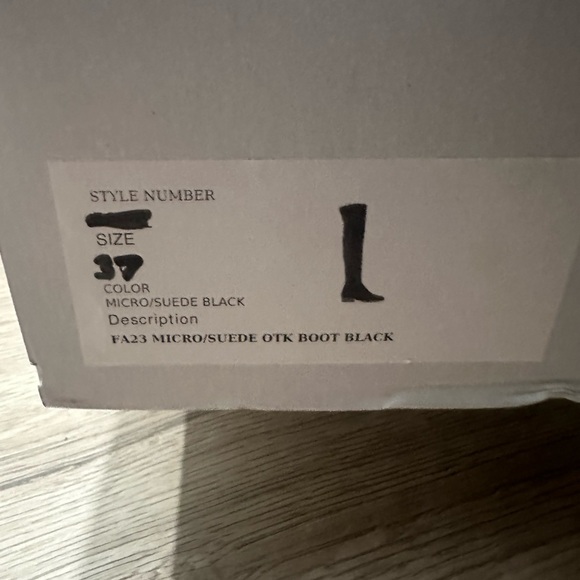 STYLE NUMBER
SIZE
37
COLOR
MICRO/SUEDE BLACK
Description
FA23 MICRO/SUEDE OTK BOOT BLACK